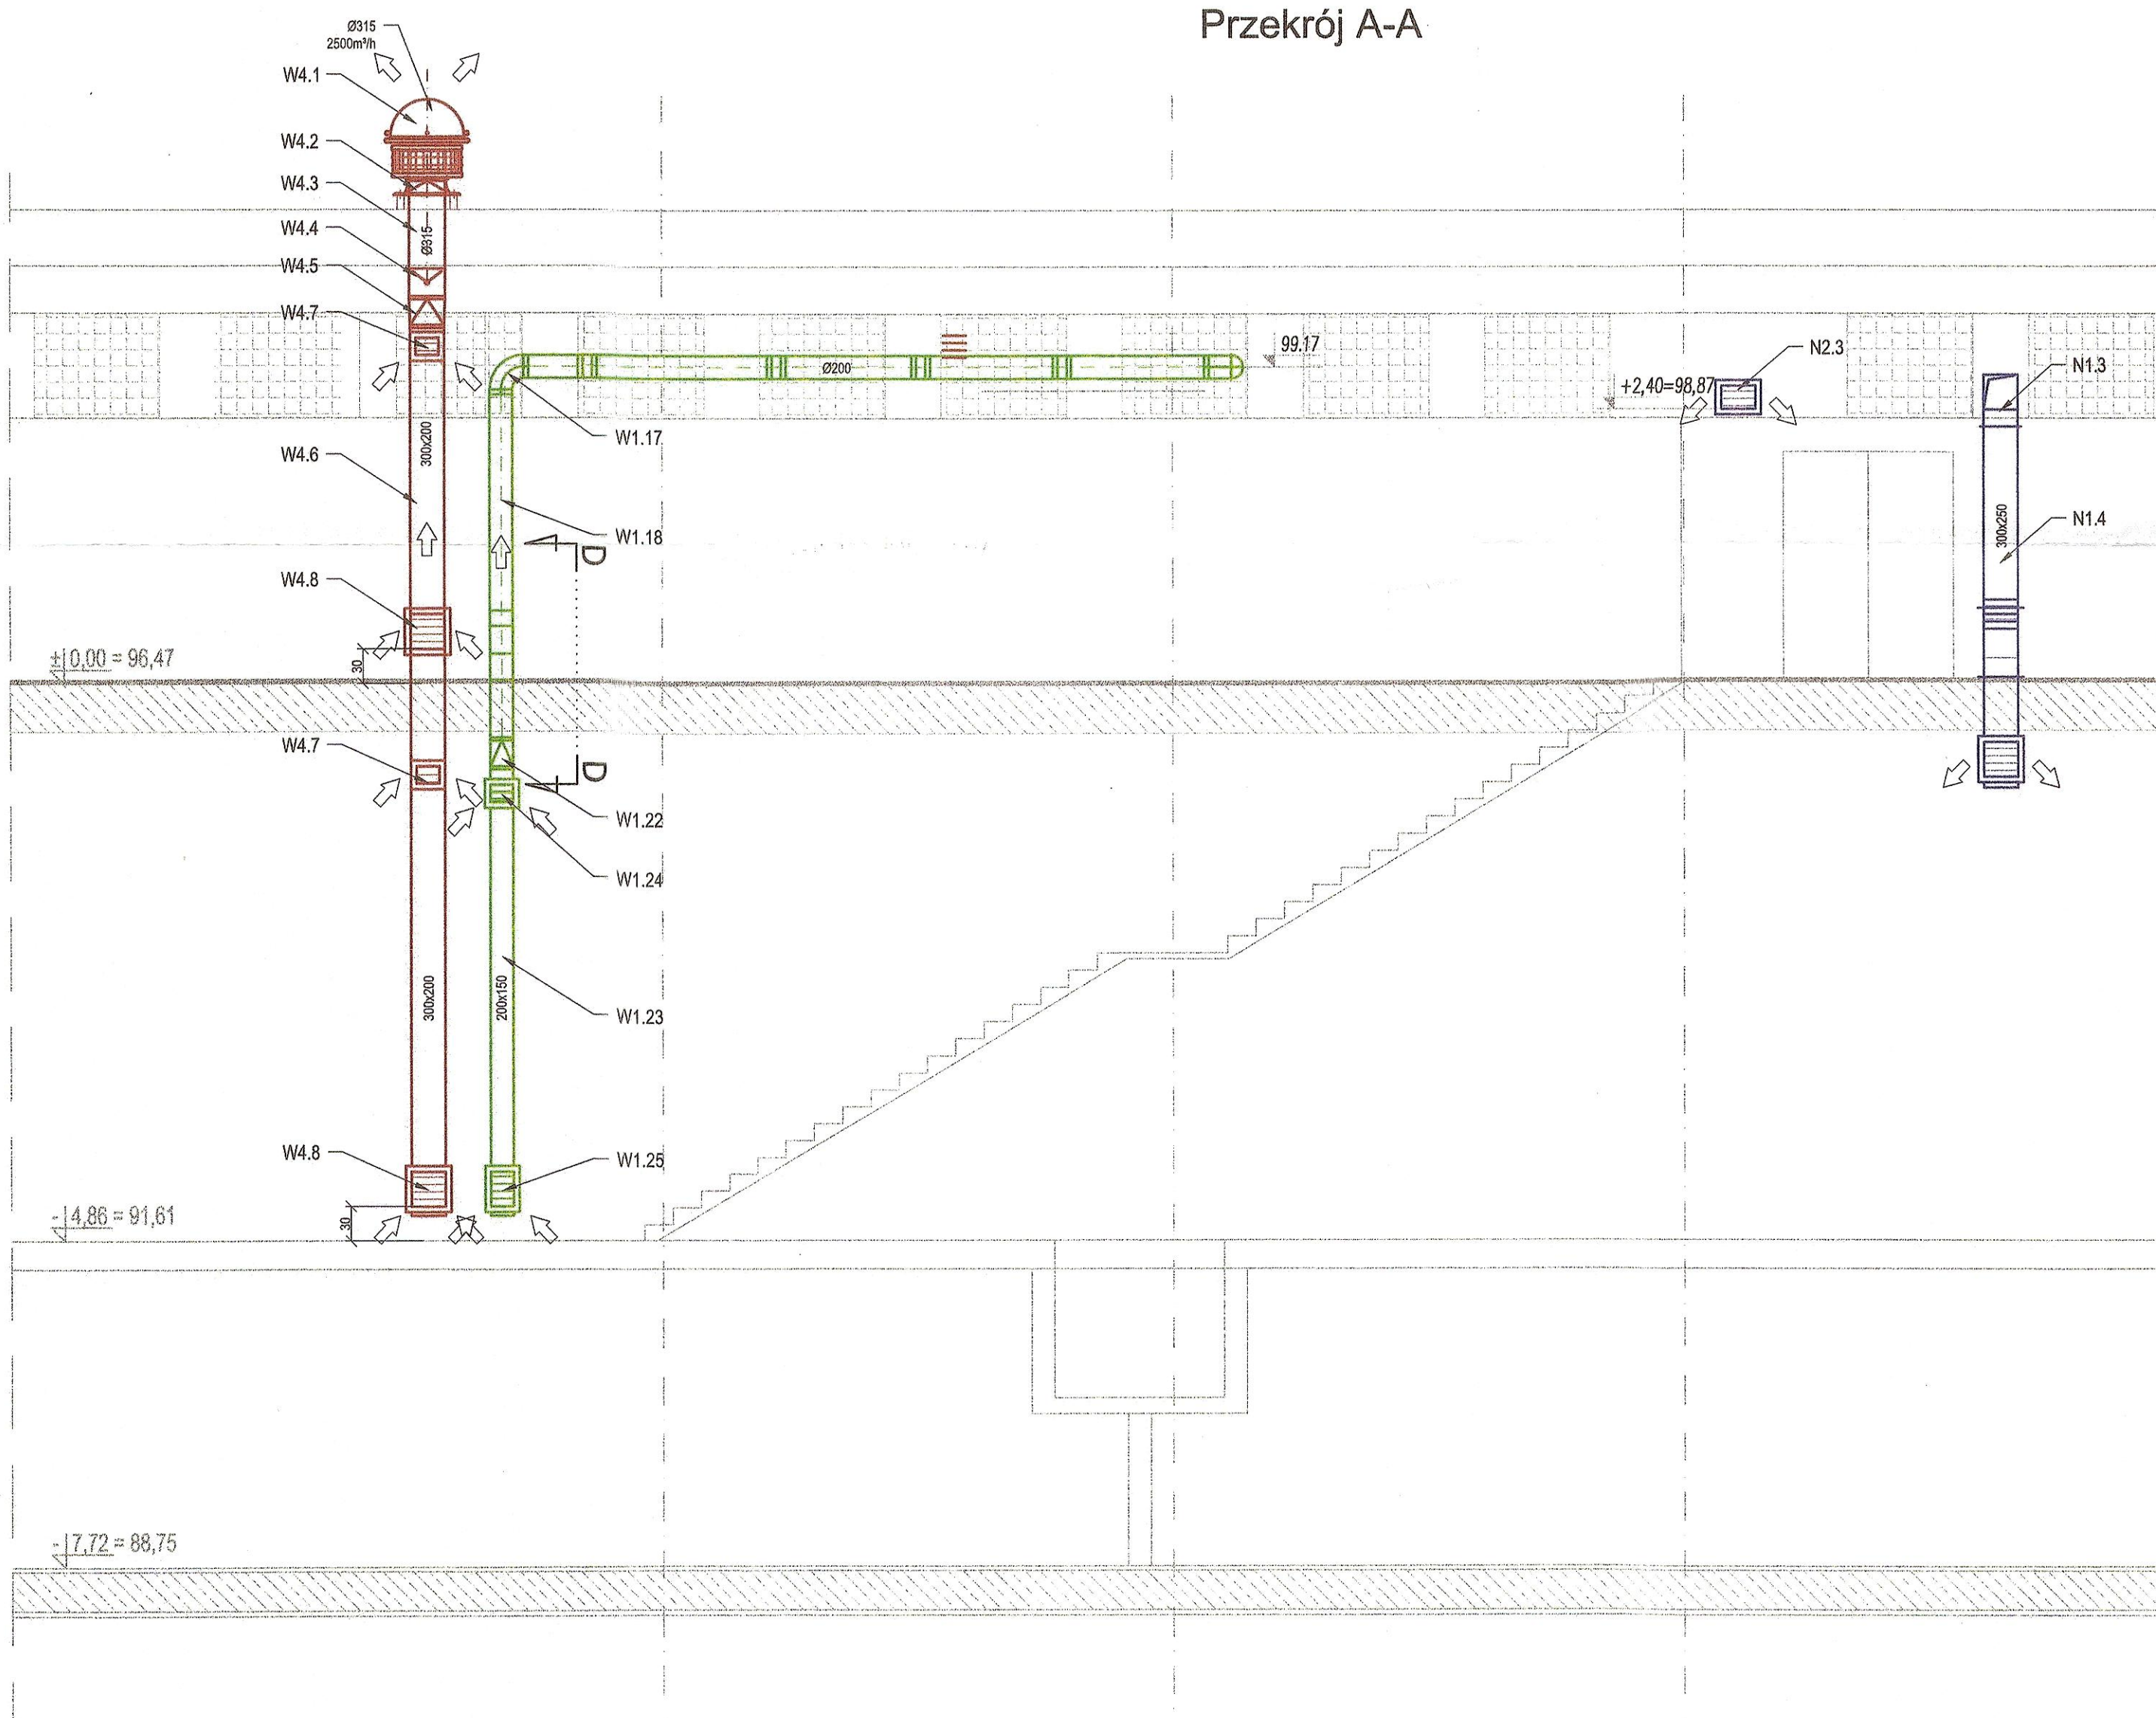 Przekrój A-A
Ø315
2500m³/h
W4.1
W4.2
W4.3
W4.4
Ø315
W4.5
W4.7
99.17
N2.3
N1.3
Ø200
+2,40=98,87
W1.17
300x200
W4.6
N1.4
300x250
W1.18
D
W4.8
±0,00 = 96,47
30
W4.7
D
W1.22
W1.24
300x200
200x150
W1.23
W4.8
W1.25
-4,86 = 91,61
30
-7,72 = 88,75